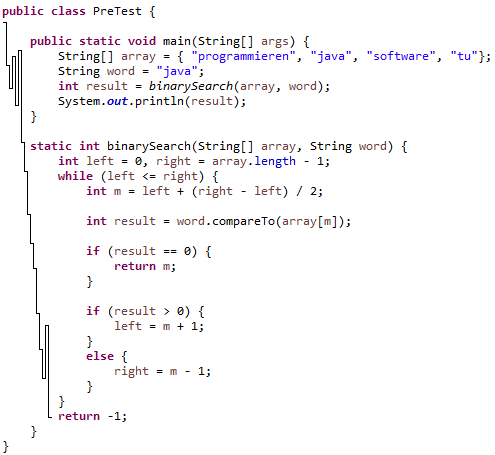 public class PreTest {
public static void main(String[] args) {
String[] array = { "programmieren", "java", "software", "tu"};
String word = "java";
int result = binarySearch(array, word);
System.out.println(result);
}
static int binarySearch(String[] array, String word) {
int left = 0, right = array.length - 1;
while (left <= right) {
int m = left + (right - left) / 2;
int result = word.compareTo(array[m]);
if (result == 0) {
return m;
}
if (result > 0) {
left = m + 1;
}
else {
right = m - 1;
}
}
return -1;
}
}